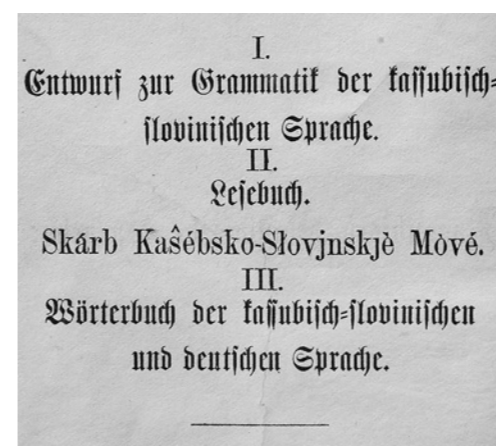 I.
Entwurf zur Grammatik der kassubisch-
slovinischen Sprache.
II.
Lesebuch.
Skárb Kaŝébsko-Słovjnskjè Mòvé.
III.
Wörterbuch der kassubisch-slovinischen
und deutschen Sprache.